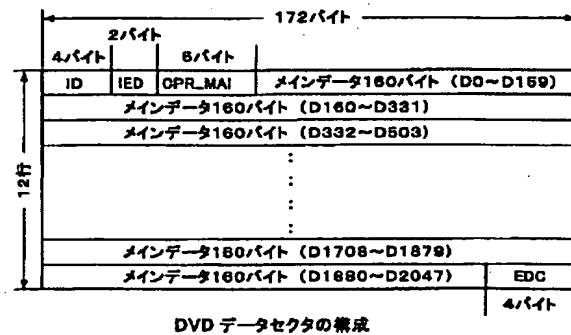 172バイト
2バイト
4バイト 6バイト
ID IED CPR_MAI メインデータ160バイト (D0〜D159)
メインデータ160バイト (D160〜D331)
メインデータ160バイト (D332〜D503)
12行
メインデータ160バイト (D1708〜D1879)
メインデータ160バイト (D1880〜D2047) EDC
4バイト
DVD データセクタの構成